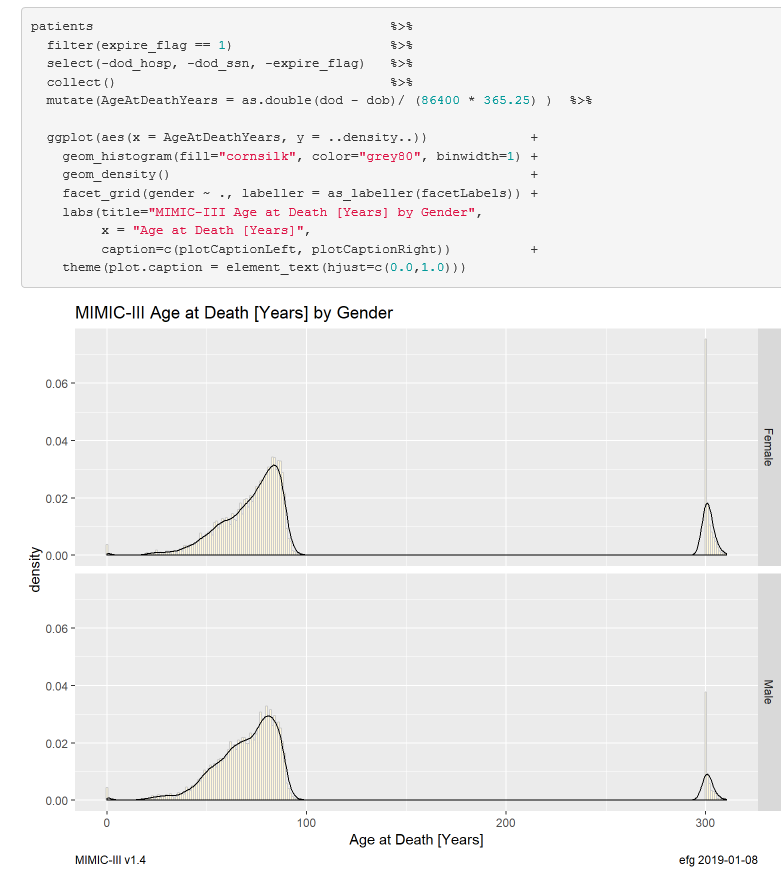 patients %>%
filter(expire_flag == 1) %>%
select(-dod_hosp, -dod_ssn, -expire_flag) %>%
collect() %>%
mutate(AgeAtDeathYears = as.double(dod - dob)/ (86400 * 365.25) ) %>%
ggplot(aes(x = AgeAtDeathYears, y = ..density..)) +
geom_histogram(fill="cornsilk", color="grey80", binwidth=1) +
geom_density() +
facet_grid(gender ~ ., labeller = as_labeller(facetLabels)) +
labs(title="MIMIC-III Age at Death [Years] by Gender",
x = "Age at Death [Years]",
caption=c(plotCaptionLeft, plotCaptionRight)) +
theme(plot.caption = element_text(hjust=c(0.0,1.0)))
MIMIC-III Age at Death [Years] by Gender
0.06
0.04
0.02
0.00
Female
density
0.06
0.04
0.02
0.00
Male
0 100 200 300
Age at Death [Years]
MIMIC-III v1.4 efg 2019-01-08